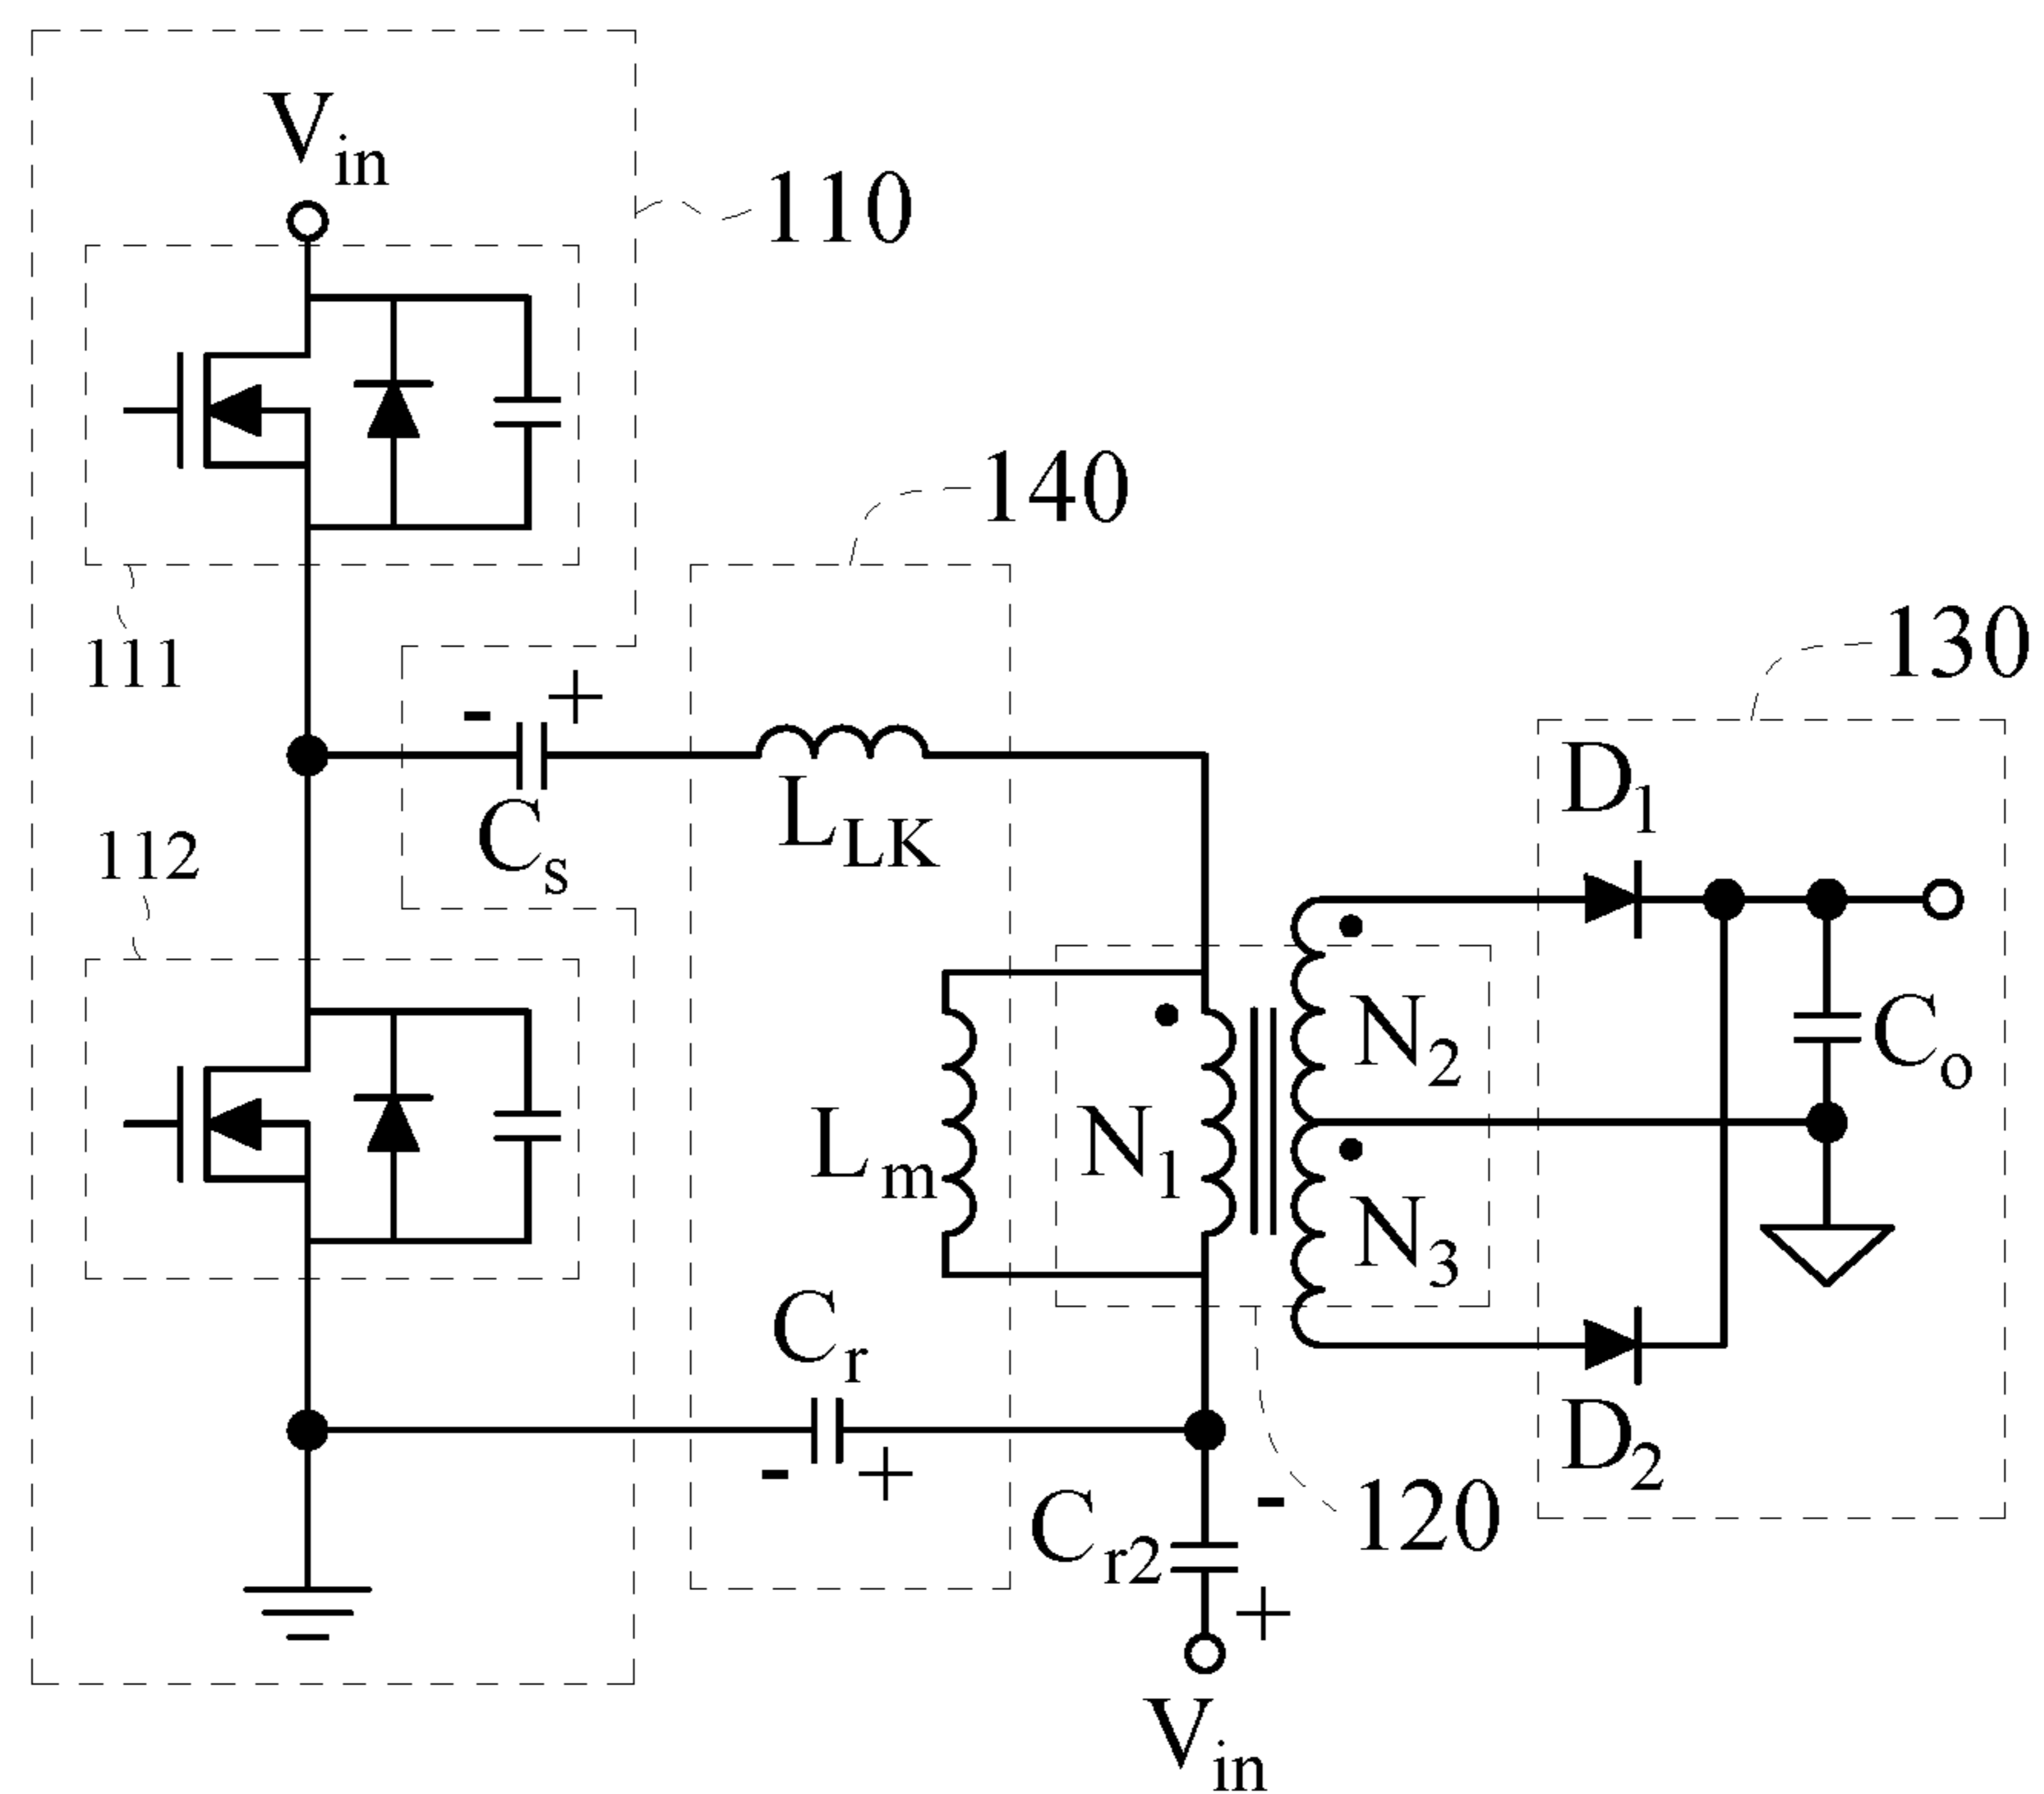 Vin
110
111
140
130
- +
Cs
LLK
D1
112
N2
Co
Lm
N1
N3
Cr
- +
D2
Cr2
-
+
120
Vin